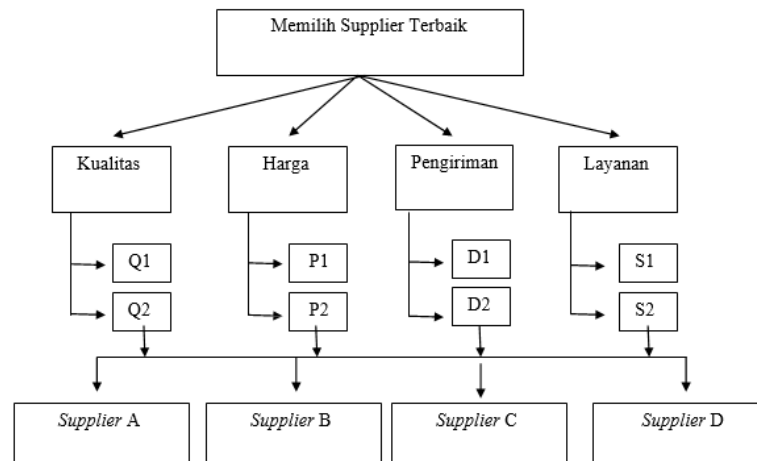 Memilih Supplier Terbaik
Kualitas
Harga
Pengiriman
Layanan
Q1
P1
D1
S1
Q2
P2
D2
S2
Supplier A
Supplier B
Supplier C
Supplier D